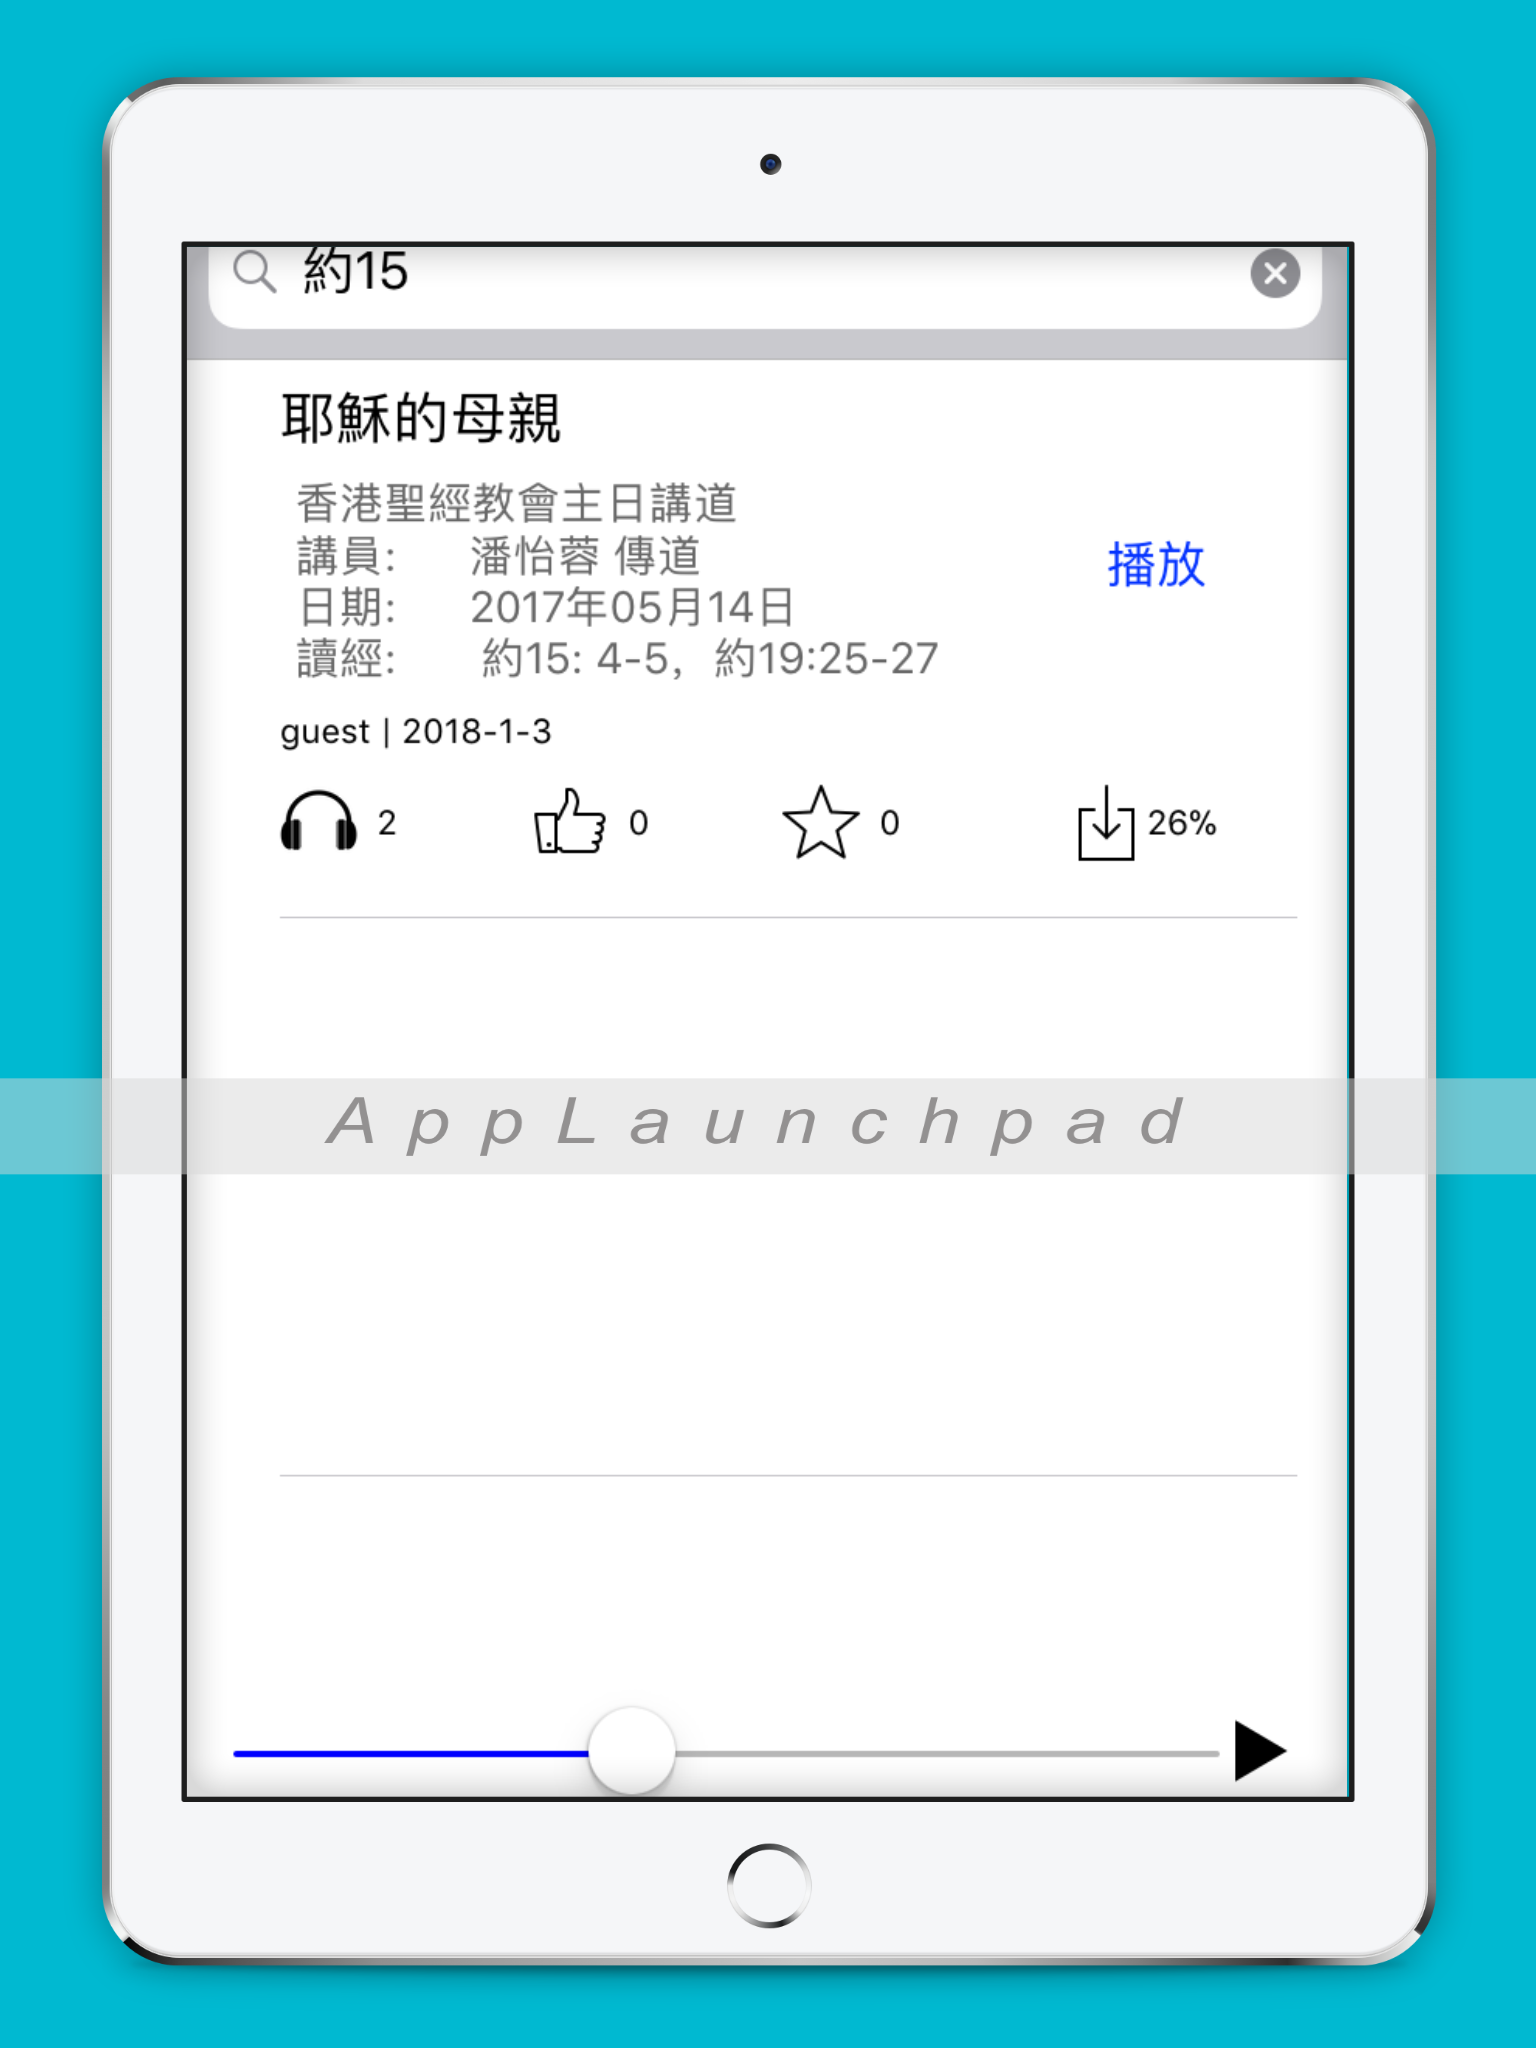 約15
耶穌的母親
香港聖經教會主日講道
講員: 潘怡蓉 傳道
播放
日期: 2017年05月14日
讀經: 約15: 4-5，約19:25-27
guest | 2018-1-3
2 0 0 26%
AppLaunchpad